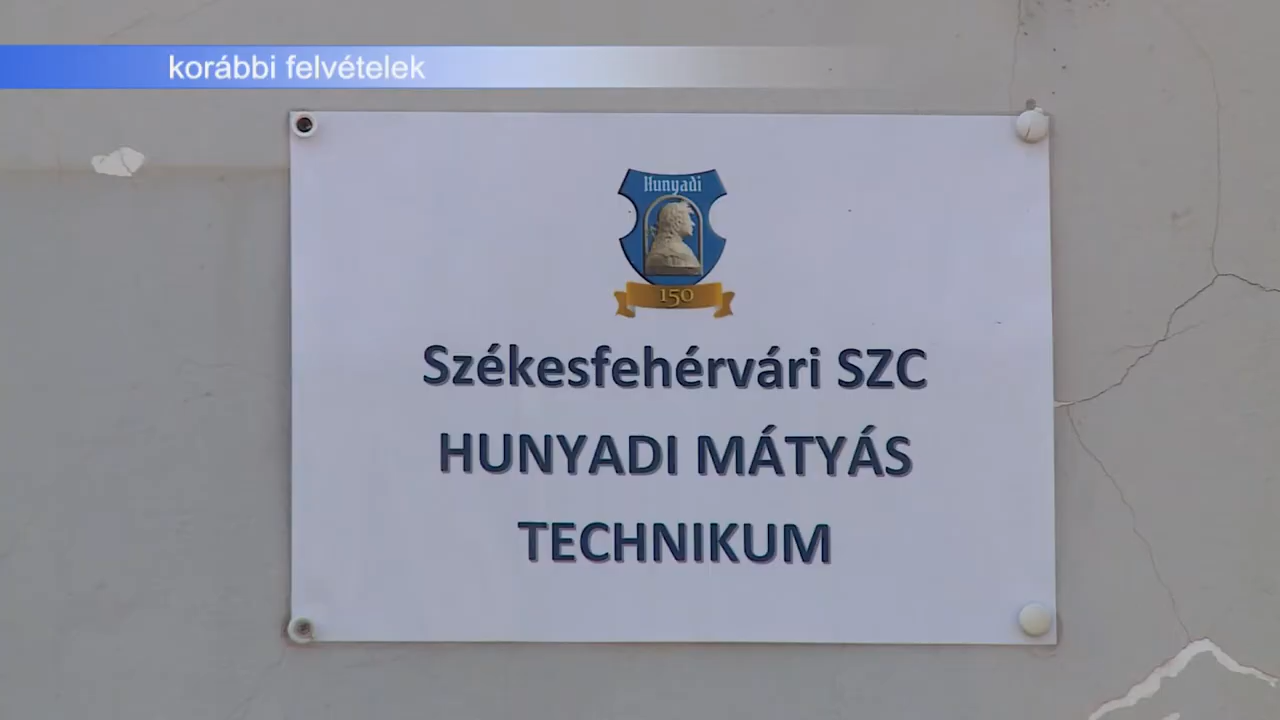 korábbi felvételek
Hunyadi
150
Székesfehérvári SZC
HUNYADI MÁTYÁS
TECHNIKUM